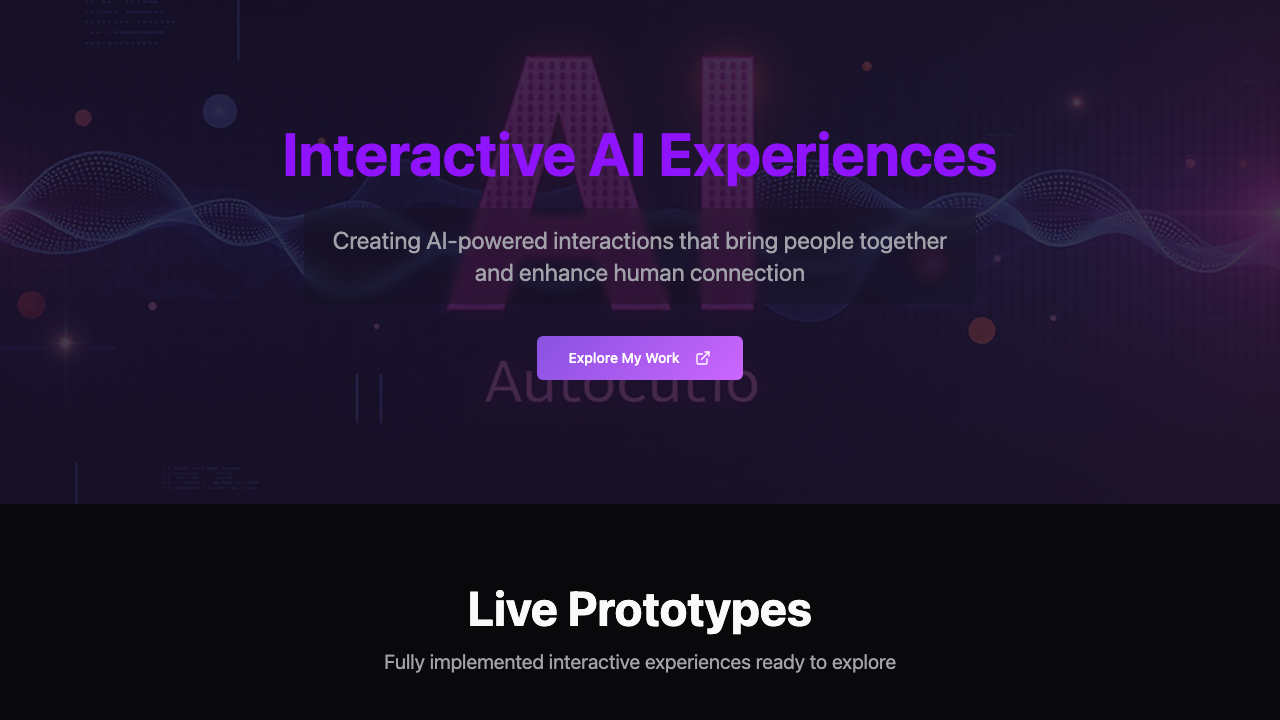 AI
Interactive AI Experiences
Creating AI-powered interactions that bring people together
and enhance human connection
Explore My Work
Autocutio
Live Prototypes
Fully implemented interactive experiences ready to explore